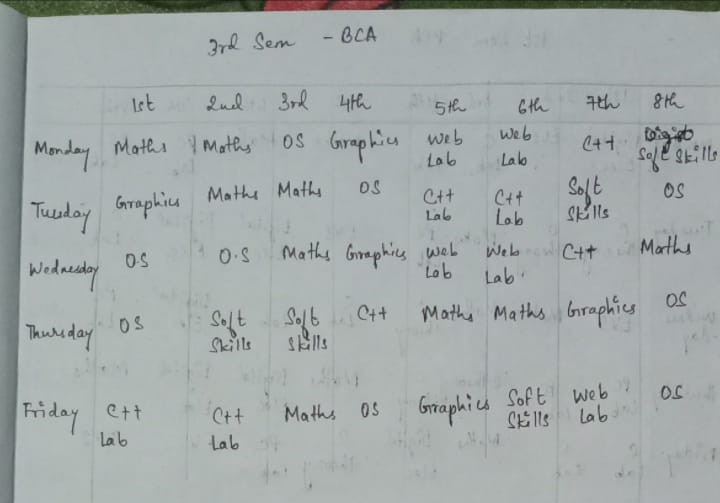 3rd Sem - BCA
1st 2nd 3rd 4th 5th 6th 7th 8th
Monday Maths Maths OS Graphics Web Lab Web Lab C++ Soft Skills
Tuesday Graphics Maths Maths OS C++ Lab C++ Lab Soft Skills OS
Wednesday OS O.S Maths Graphics Web Lab Web Lab C++ Maths
Thursday OS Soft Skills Soft Skills C++ Maths Maths Graphics OS
Friday C++ Lab C++ Lab Maths OS Graphics Soft Skills Web Lab OS